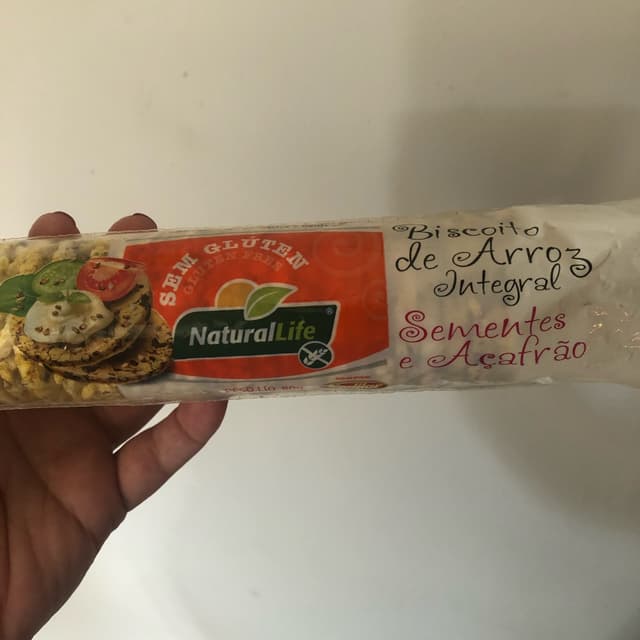 SEM GLUTEN
GLUTEN FREE
NaturalLife
Biscoito
de Arroz
Integral
Sementes
e Açafrão